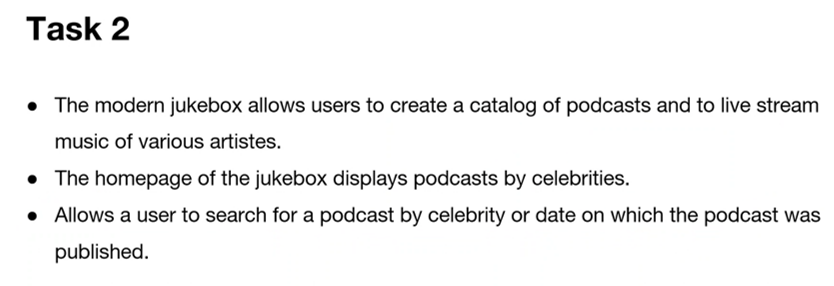 Task 2
● The modern jukebox allows users to create a catalog of podcasts and to live stream
music of various artistes.
● The homepage of the jukebox displays podcasts by celebrities.
● Allows a user to search for a podcast by celebrity or date on which the podcast was
published.